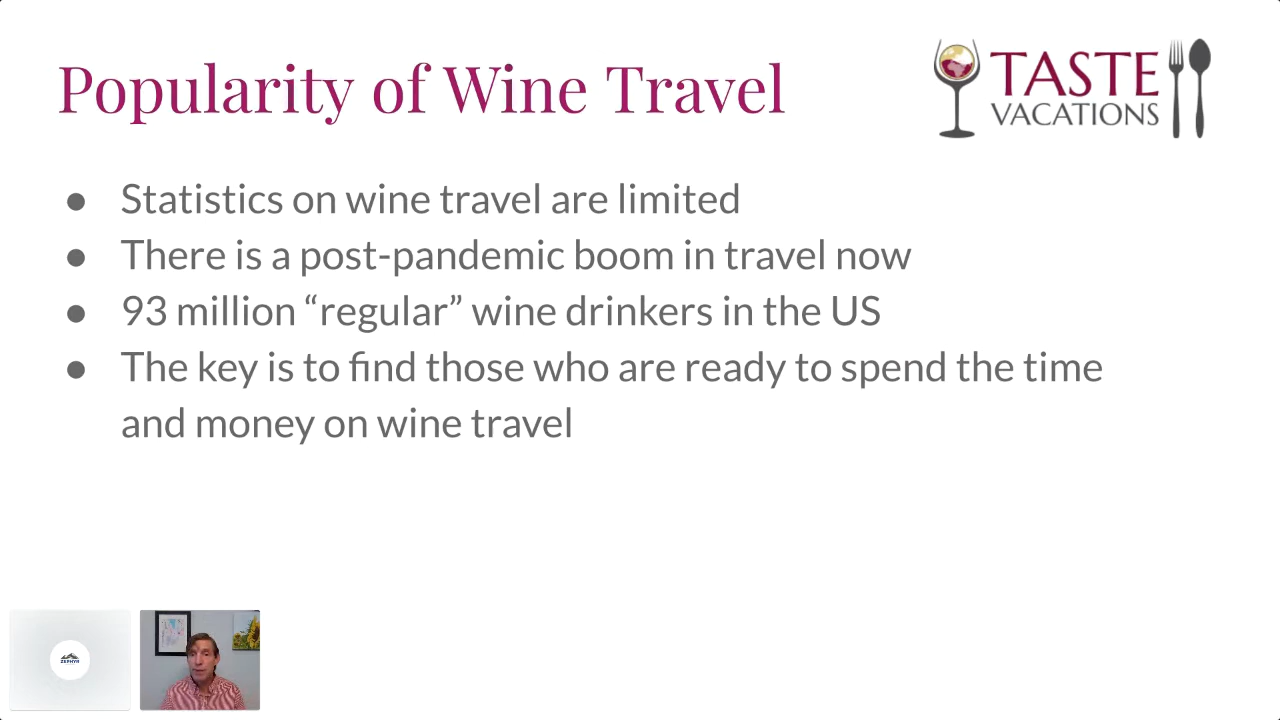 Popularity of Wine Travel
TASTE
VACATIONS
● Statistics on wine travel are limited
● There is a post-pandemic boom in travel now
● 93 million “regular” wine drinkers in the US
● The key is to find those who are ready to spend the time
and money on wine travel
ZEPHYR